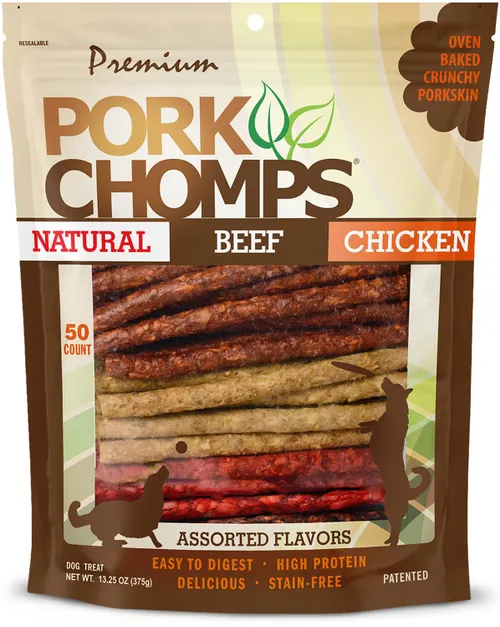 RESEALABLE
Premium
OVEN
BAKED
CRUNCHY
PORKSKIN
PORK
CHOMPS®
NATURAL BEEF CHICKEN
50
COUNT
ASSORTED FLAVORS
EASY TO DIGEST · HIGH PROTEIN
DELICIOUS · STAIN-FREE
DOG TREAT
NET WT. 13.25 OZ (375g)
PATENTED